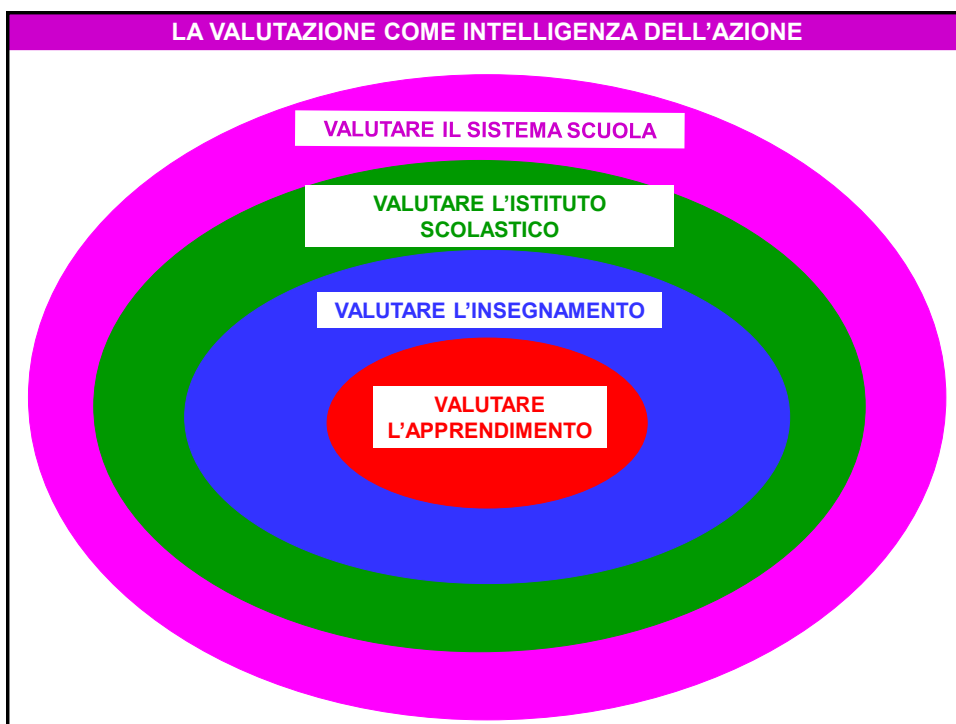 LA VALUTAZIONE COME INTELLIGENZA DELL’AZIONE
VALUTARE IL SISTEMA SCUOLA
VALUTARE L’ISTITUTO
SCOLASTICO
VALUTARE L’INSEGNAMENTO
VALUTARE
L’APPRENDIMENTO